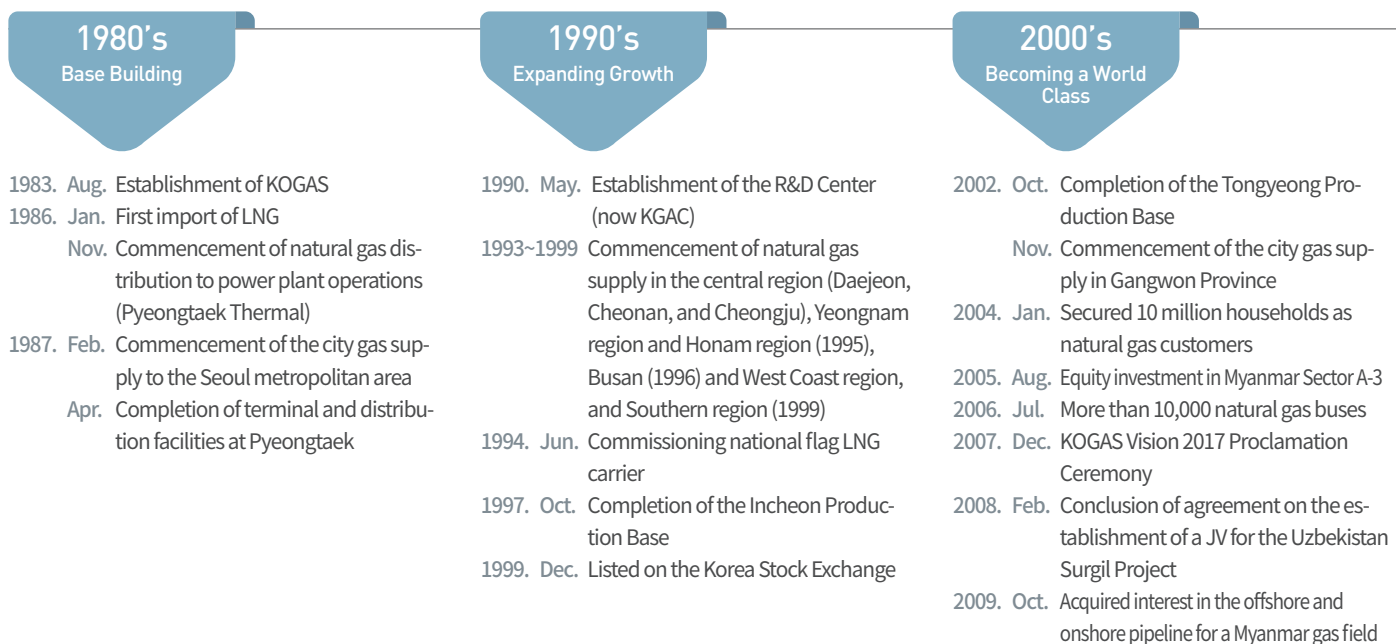 1980's
Base Building
1983. Aug. Establishment of KOGAS
1986. Jan. First import of LNG
Nov. Commencement of natural gas dis-
tribution to power plant operations
(Pyeongtaek Thermal)
1987. Feb. Commencement of the city gas sup-
ply to the Seoul metropolitan area
Apr. Completion of terminal and distribu-
tion facilities at Pyeongtaek
1990's
Expanding Growth
1990. May. Establishment of the R&D Center
(now KGAC)
1993~1999 Commencement of natural gas
supply in the central region (Daejeon,
Cheonan, and Cheongju), Yeongnam
region and Honam region (1995),
Busan (1996) and West Coast region,
and Southern region (1999)
1994. Jun. Commissioning national flag LNG
carrier
1997. Oct. Completion of the Incheon Produc-
tion Base
1999. Dec. Listed on the Korea Stock Exchange
2000's
Becoming a World
Class
2002. Oct. Completion of the Tongyeong Pro-
duction Base
Nov. Commencement of the city gas sup-
ply in Gangwon Province
2004. Jan. Secured 10 million households as
natural gas customers
2005. Aug. Equity investment in Myanmar Sector A-3
2006. Jul. More than 10,000 natural gas buses
2007. Dec. KOGAS Vision 2017 Proclamation
Ceremony
2008. Feb. Conclusion of agreement on the es-
tablishment of a JV for the Uzbekistan
Surgil Project
2009. Oct. Acquired interest in the offshore and
onshore pipeline for a Myanmar gas field